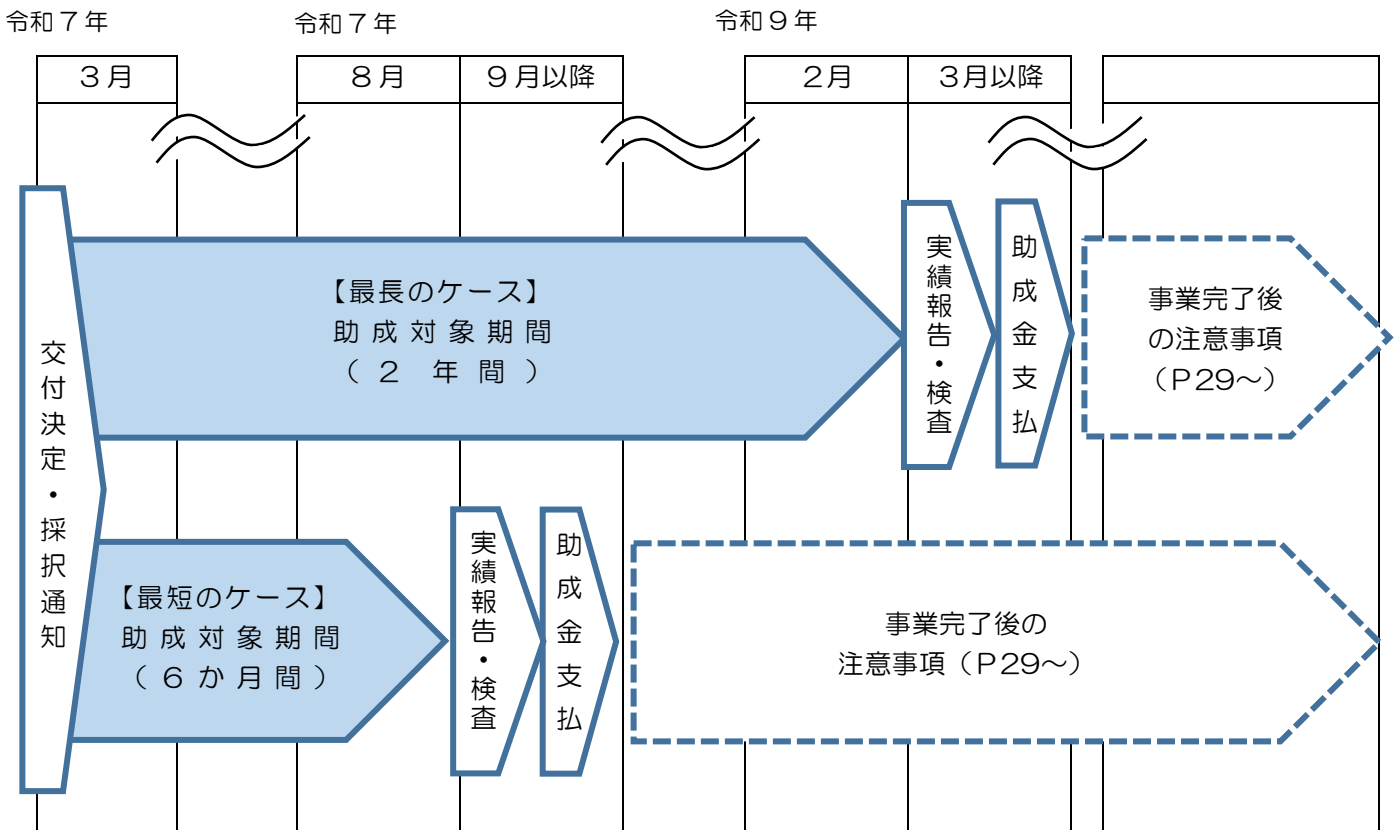 令和７年
令和７年
令和９年
３月
８月
９月以降
２月
３月以降
交付決定・採択通知
【最長のケース】
助成対象期間
（２年間）
実績報告・検査
助成金支払
事業完了後
の注意事項
（Ｐ29～）
【最短のケース】
助成対象期間
（６か月間）
実績報告・検査
助成金支払
事業完了後の
注意事項（Ｐ29～）